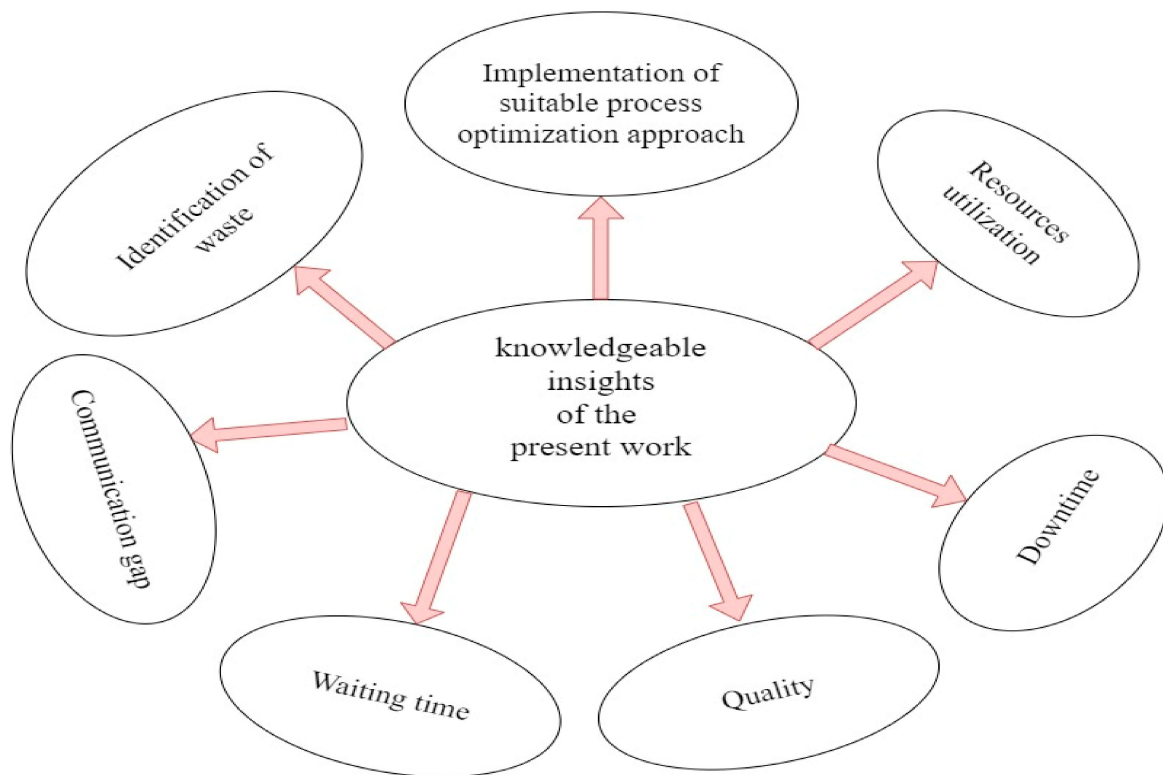 Implementation of
suitable process
optimization approach
Identification of
waste
Resources
utilization
knowledgeable
insights
of the
present work
Communication gap
Downtime
Waiting time
Quality